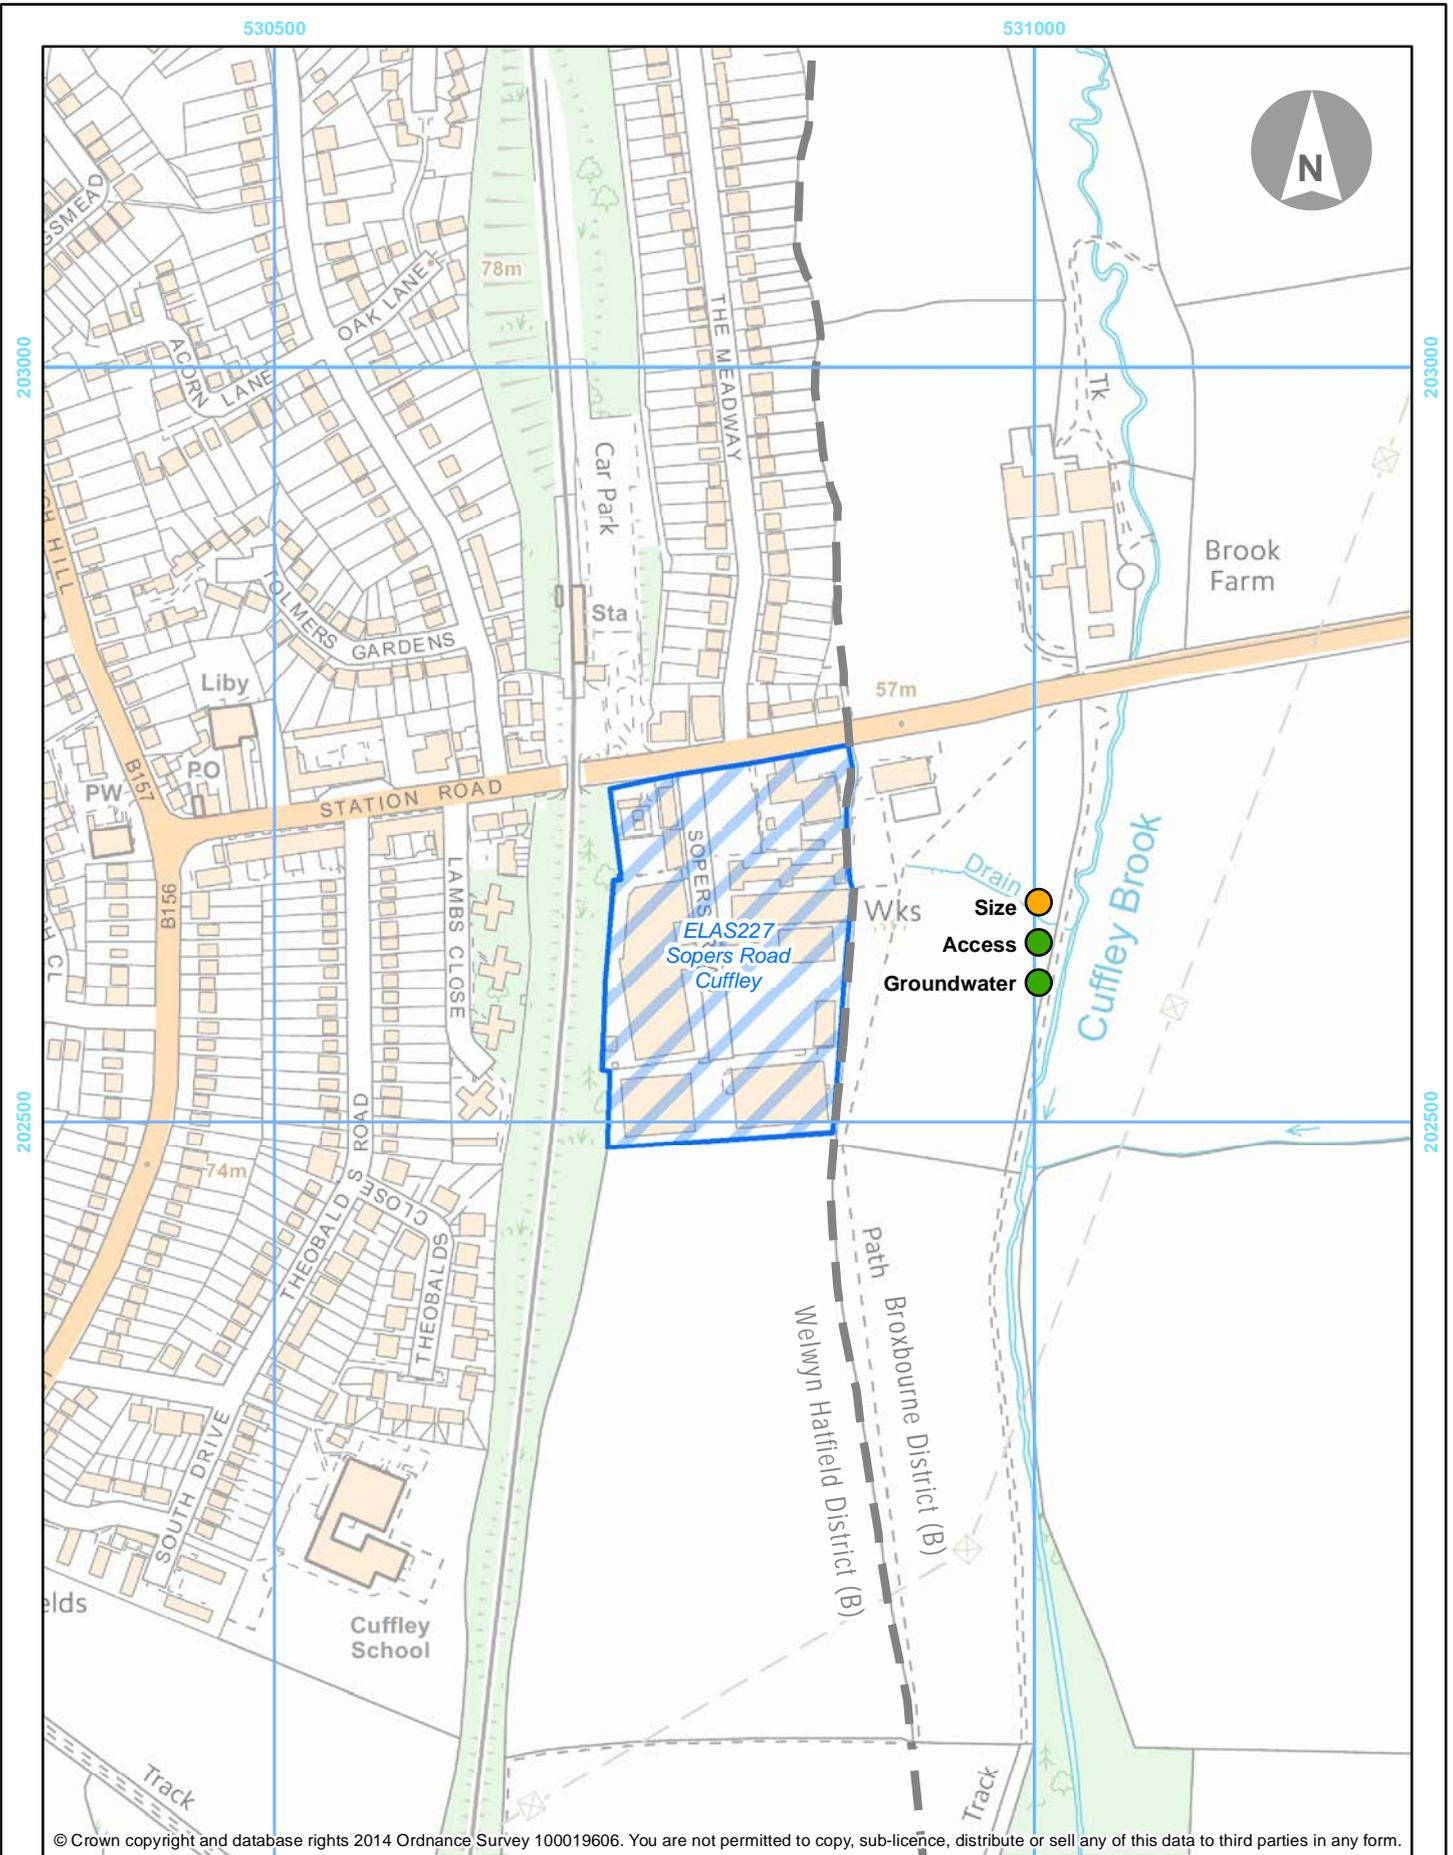 530500
531000
N
GSMEAD
78m
OAK LANE
THE MEADWAY
ACORN
LANE
203000
203000
Tk
Car Park
HILL
Brook
Farm
Sta
TOLMERS
GARDENS
Liby
57m
PO
B157
PW
STATION ROAD
SOPERS
Cuffley Brook
Drain
LAMBS CLOSE
B156
Wks
Size
CL
ELAS227
Sopers Road
Cuffley
Access
Groundwater
202500
202500
ROAD
74m
THEOBALD S
CLOSE
THEOBALDS
Path
Broxbourne District (B)
Welwyn Hatfield District (B)
SOUTH DRIVE
elds
Cuffley
School
Track
Track
© Crown copyright and database rights 2014 Ordnance Survey 100019606. You are not permitted to copy, sub-licence, distribute or sell any of this data to third parties in any form.